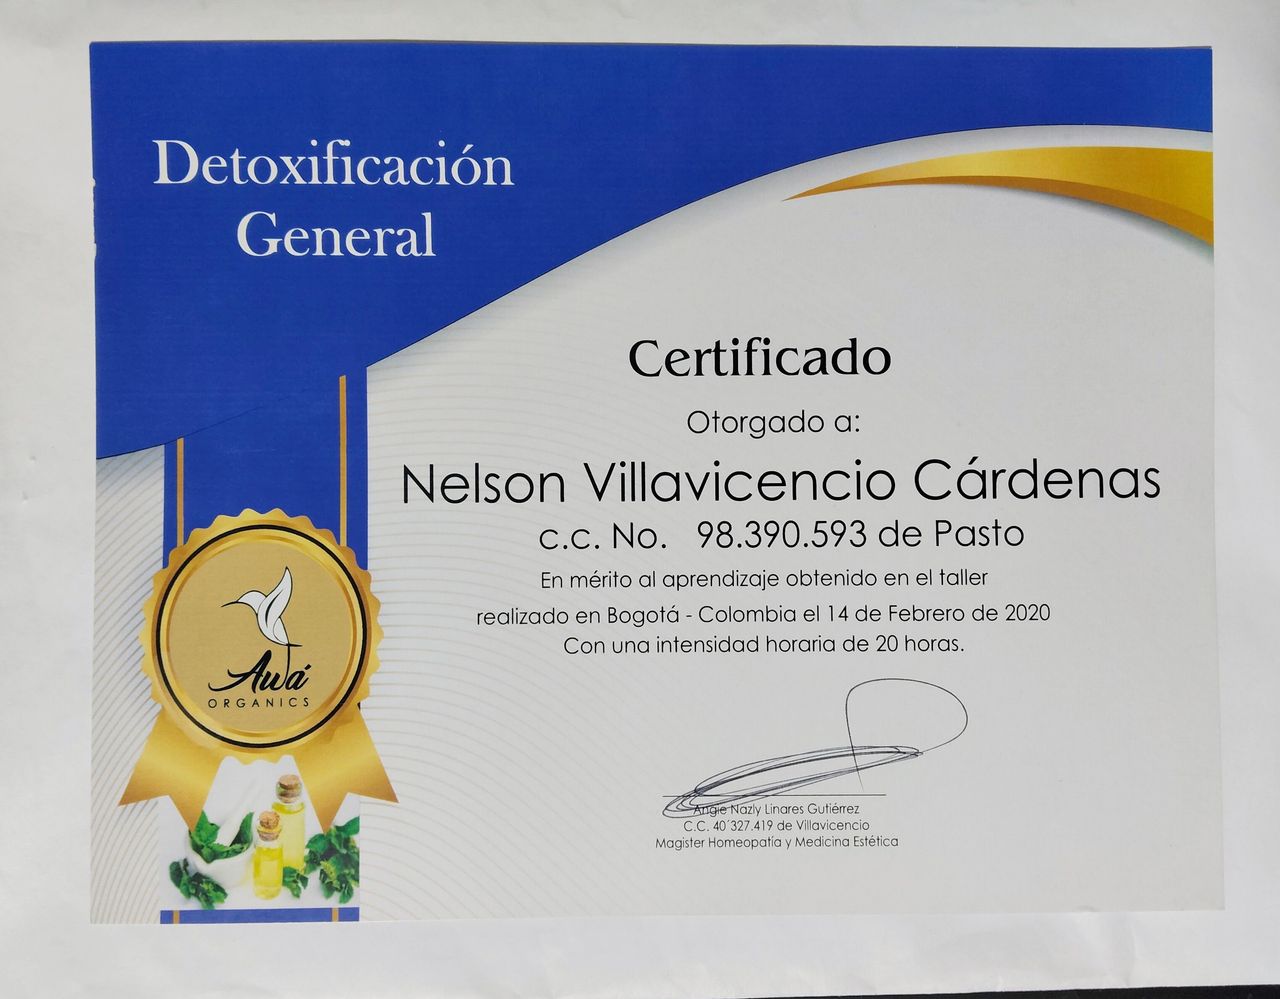 Detoxificación
General
Certificado
Otorgado a:
Nelson Villavicencio Cárdenas
c.c. No. 98.390.593 de Pasto
En mérito al aprendizaje obtenido en el taller
realizado en Bogotá - Colombia el 14 de Febrero de 2020
Con una intensidad horaria de 20 horas.
Awá
ORGANICS
Angie Nazly Linares Gutiérrez
C.C. 40´327.419 de Villavicencio
Magister Homeopatía y Medicina Estética